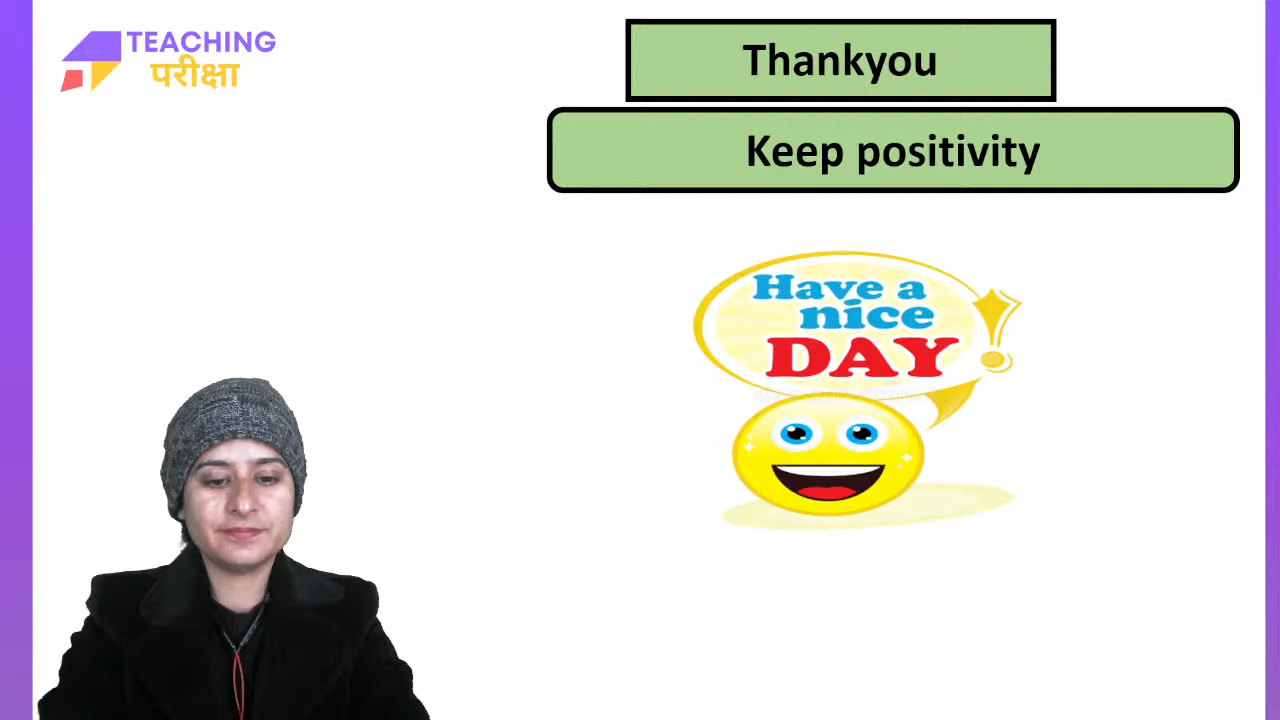 TEACHING
परीक्षा
Thankyou
Keep positivity
Have a
nice
DAY!